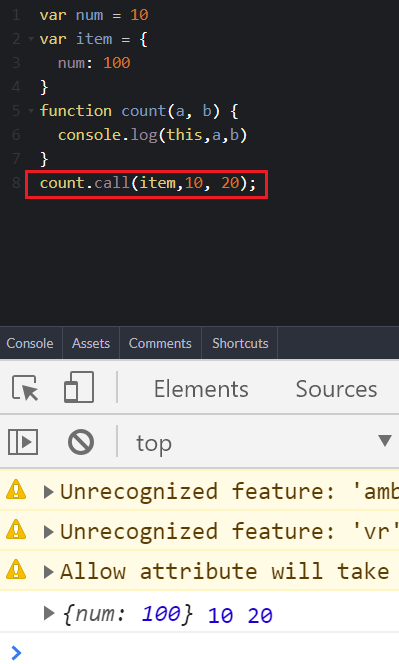 1 var num = 10
2 var item = {
3 num: 100
4 }
5 function count(a, b) {
6 console.log(this,a,b)
7 }
8 count.call(item,10, 20);
Console Assets Comments Shortcuts
Elements Sources
top
Unrecognized feature: 'amb
Unrecognized feature: 'vr'
Allow attribute will take
{num: 100} 10 20